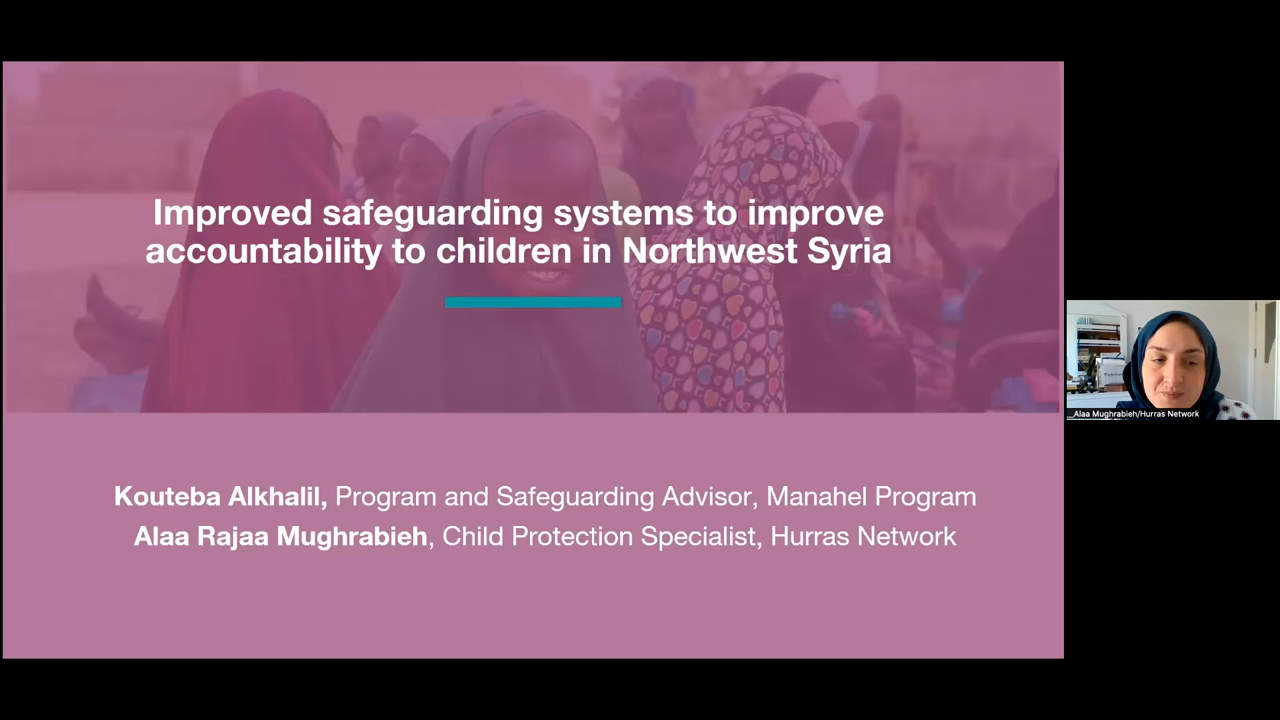 Improved safeguarding systems to improve
accountability to children in Northwest Syria
Kouteba Alkhalil, Program and Safeguarding Advisor, Manahel Program
Alaa Rajaa Mughrabieh, Child Protection Specialist, Hurras Network
__Alaa Mughrabieh/Hurras Network